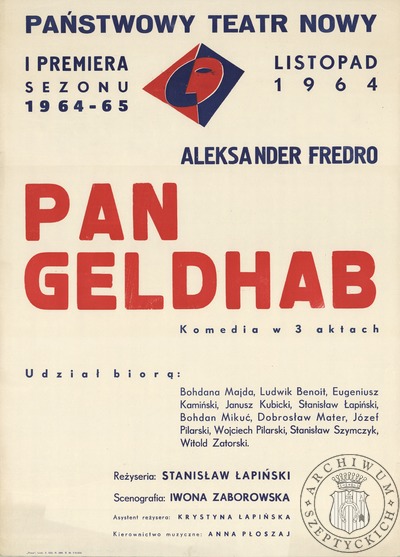 PAŃSTWOWY TEATR NOWY
I PREMIERA
SEZONU
1964-65
LISTOPAD
1964
ALEKSANDER FREDRO
PAN
GELDHAB
Komedia w 3 aktach
Udział biorą:
Bohdana Majda, Ludwik Benoit, Eugeniusz
Kamiński, Janusz Kubicki, Stanisław Łapiński,
Bohdan Mikuć, Dobrosław Mater, Józef
Pilarski, Wojciech Pilarski, Stanisław Szymczyk,
Witold Zatorski.
Reżyseria: STANISŁAW ŁAPIŃSKI
Scenografia: IWONA ZABOROWSKA
Asystent reżysera: KRYSTYNA ŁAPIŃSKA
Kierownictwo muzyczne: ANNA PŁOSZAJ
ARCHIWUM
SZEPTYCKICH